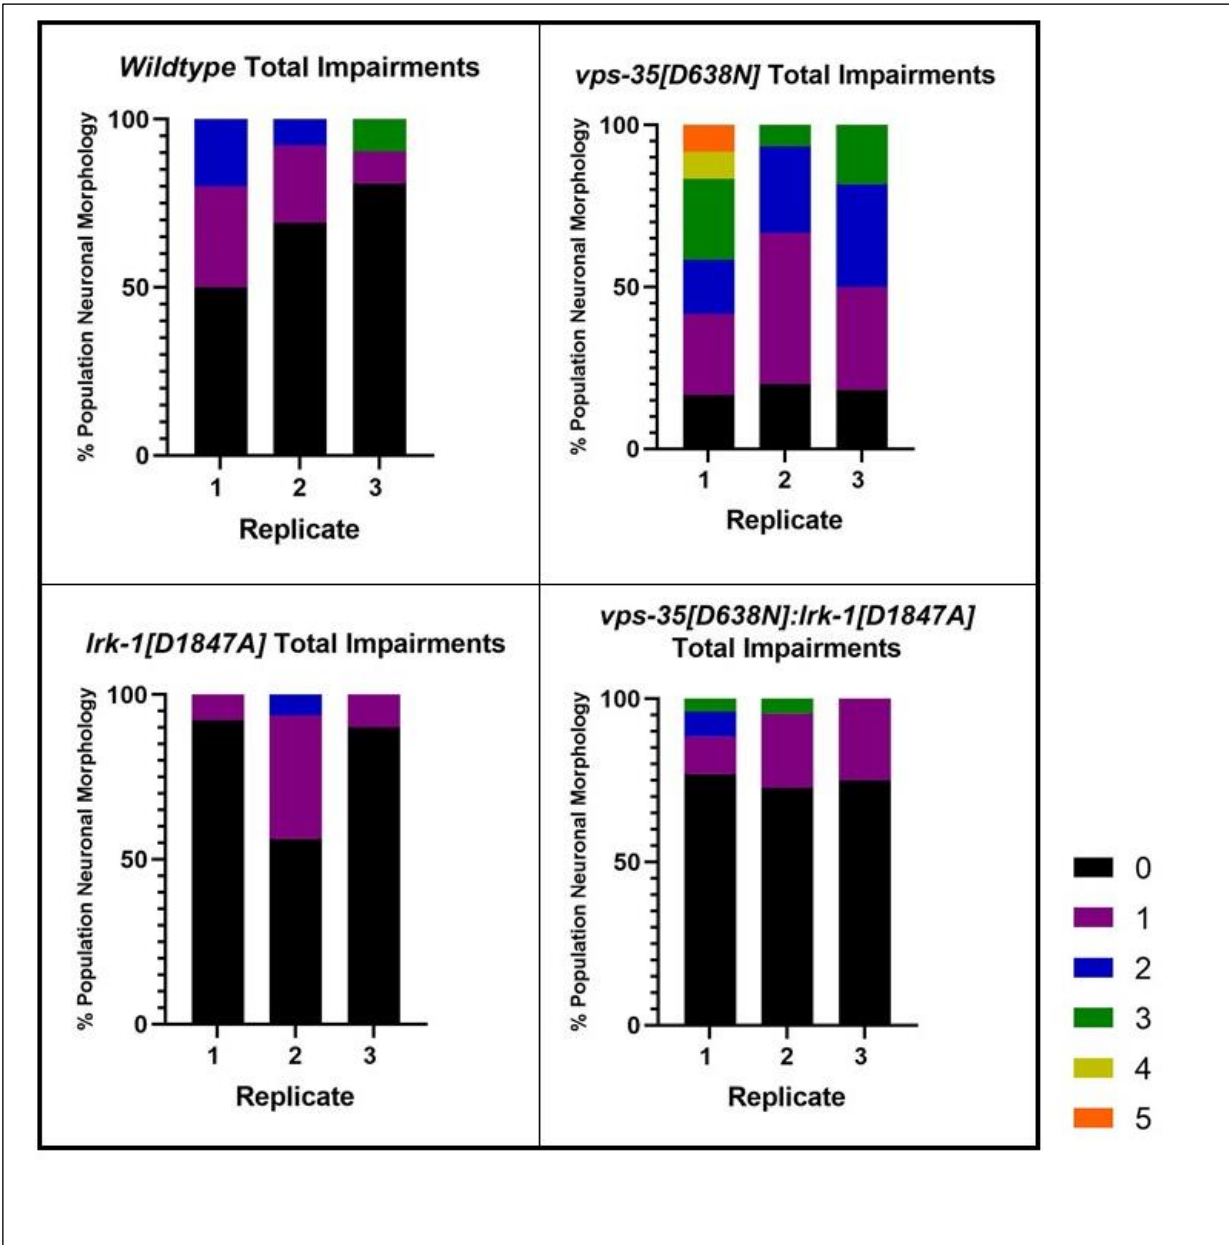 Wildtype Total Impairments
% Population Neuronal Morphology
100
50
0
1 2 3
Replicate
vps-35[D638N] Total Impairments
% Population Neuronal Morphology
100
50
0
1 2 3
Replicate
lrk-1[D1847A] Total Impairments
% Population Neuronal Morphology
100
50
0
1 2 3
Replicate
vps-35[D638N]:lrk-1[D1847A]
Total Impairments
% Population Neuronal Morphology
100
50
0
1 2 3
Replicate
0
1
2
3
4
5